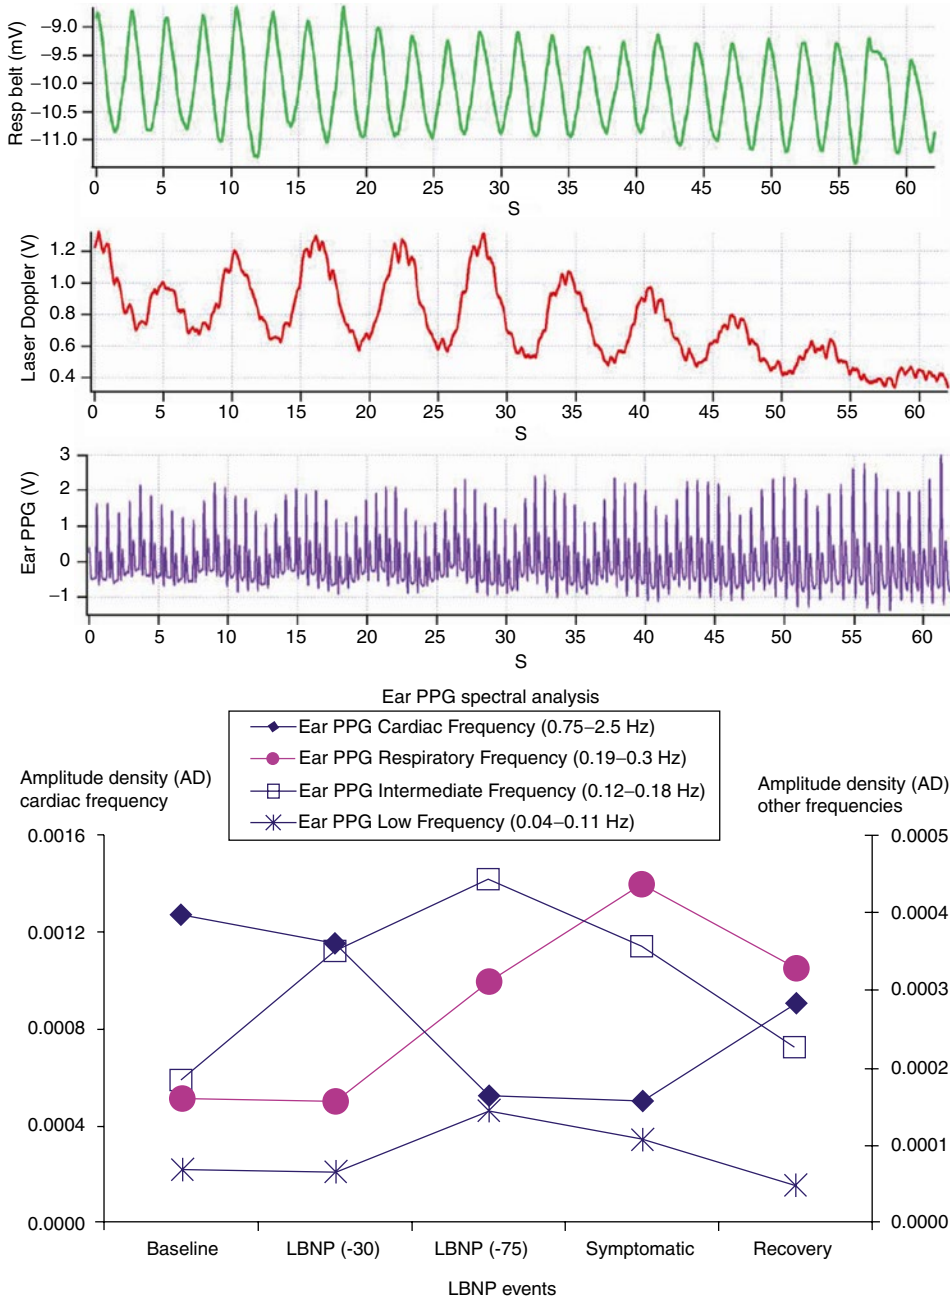 Resp belt (mV)
−9.0
−9.5
−10.0
−10.5
−11.0
0 5 10 15 20 25 30 35 40 45 50 55 60
S
Laser Doppler (V)
1.2
1.0
0.8
0.6
0.4
0 5 10 15 20 25 30 35 40 45 50 55 60
S
Ear PPG (V)
3
2
1
0
−1
0 5 10 15 20 25 30 35 40 45 50 55 60
S
Ear PPG spectral analysis
Ear PPG Cardiac Frequency (0.75–2.5 Hz)
Ear PPG Respiratory Frequency (0.19–0.3 Hz)
Ear PPG Intermediate Frequency (0.12–0.18 Hz)
Ear PPG Low Frequency (0.04–0.11 Hz)
Amplitude density (AD)
cardiac frequency
Amplitude density (AD)
other frequencies
0.0016
0.0012
0.0008
0.0004
0.0000
0.0005
0.0004
0.0003
0.0002
0.0001
0.0000
Baseline LBNP (-30) LBNP (-75) Symptomatic Recovery
LBNP events